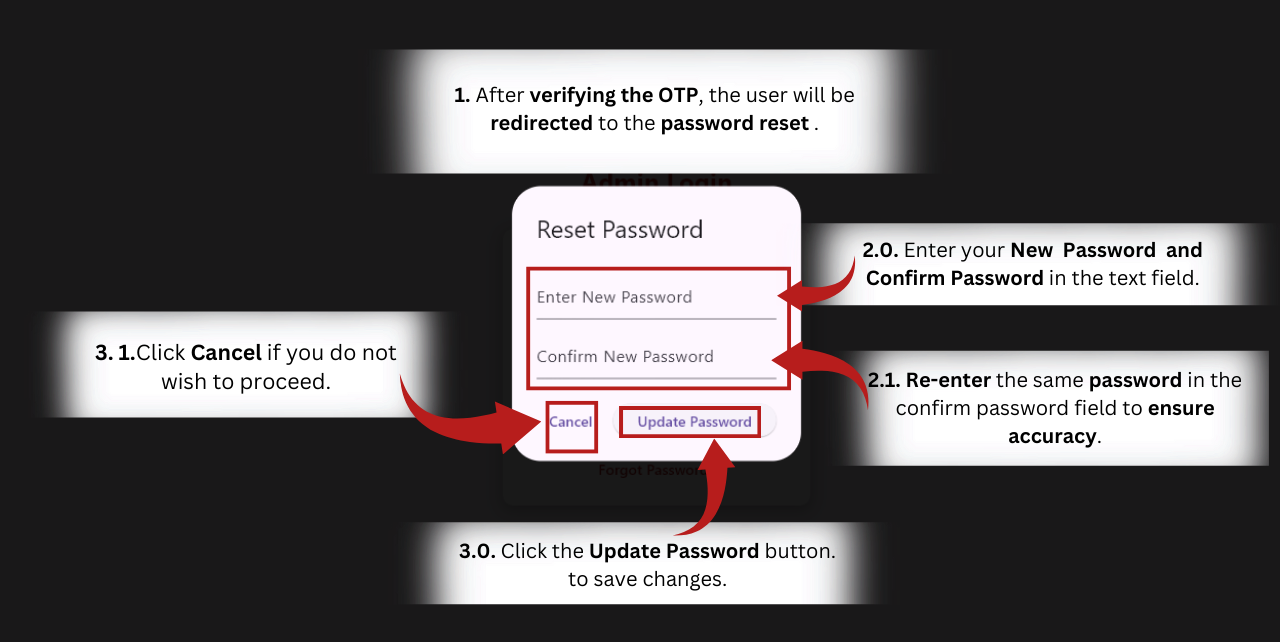 1. After verifying the OTP, the user will be
redirected to the password reset .
Admin Login
Reset Password
2.0. Enter your New Password and
Confirm Password in the text field.
Enter New Password
3. 1.Click Cancel if you do not
wish to proceed.
Confirm New Password
2.1. Re-enter the same password in the
confirm password field to ensure
accuracy.
Cancel
Update Password
Forgot Password
3.0. Click the Update Password button.
to save changes.